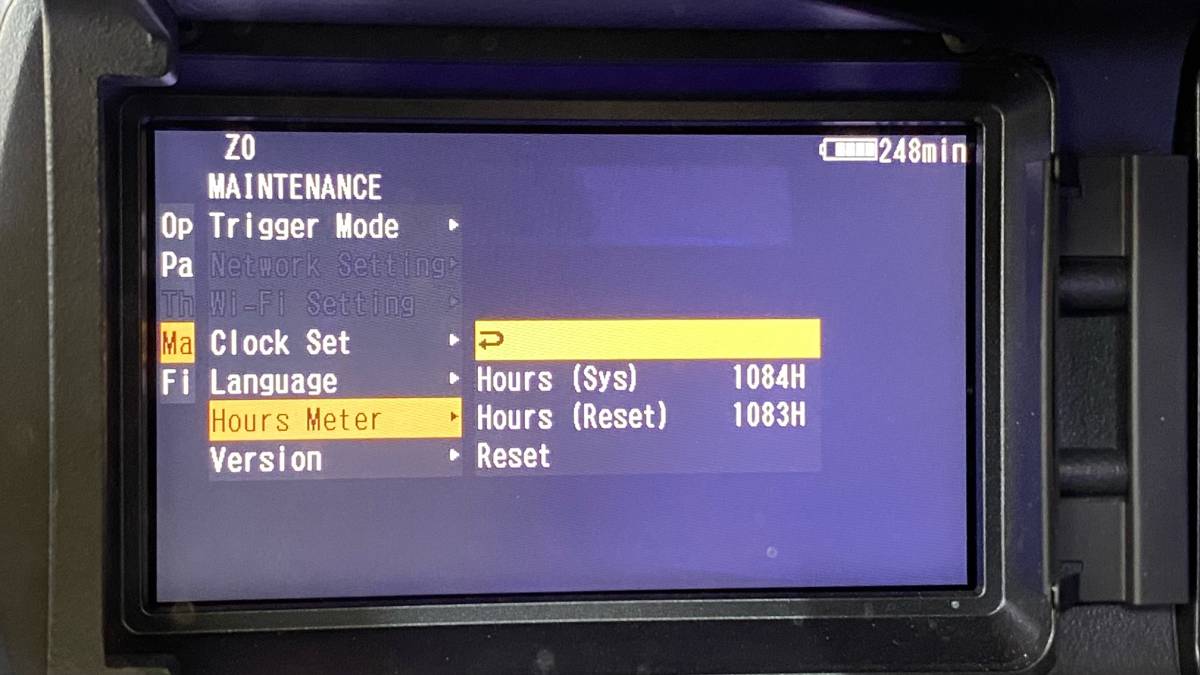 Z0 248min
MAINTENANCE
Op Trigger Mode
Pa Network Setting
Th Wi-Fi Setting
Ma Clock Set
Fi Language Hours (Sys) 1084H
Hours Meter Hours (Reset) 1083H
Version Reset